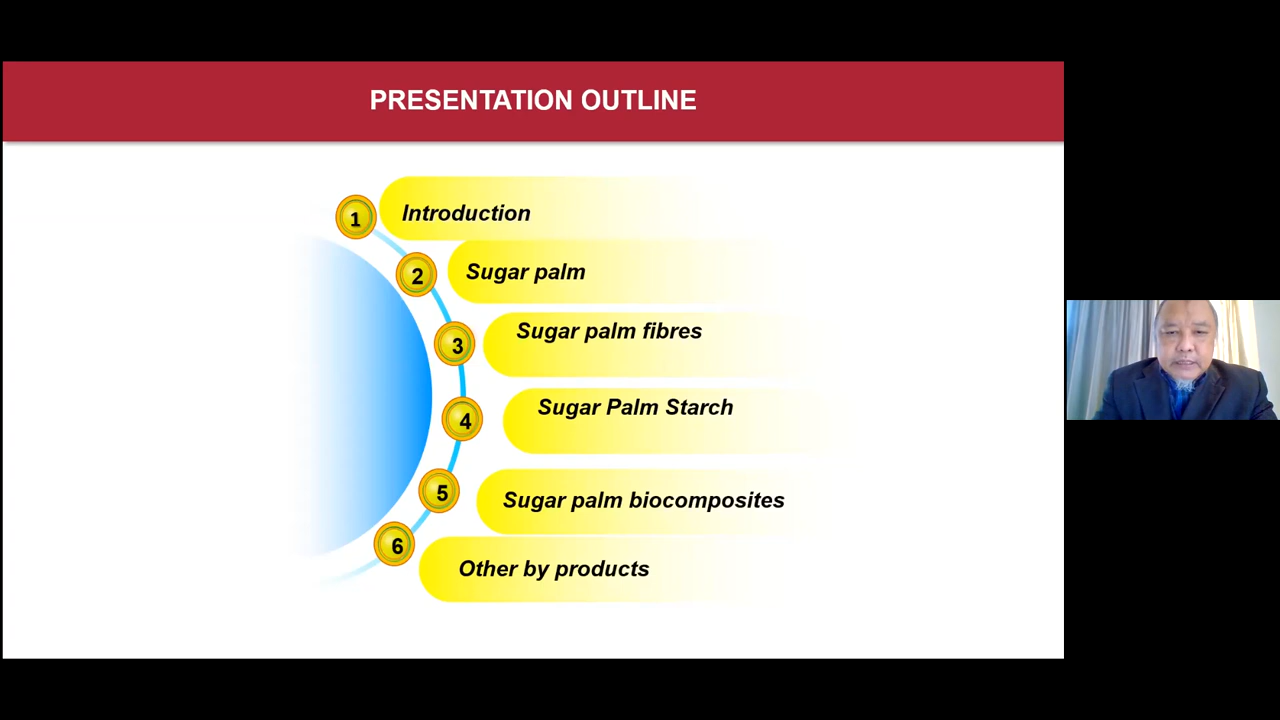 PRESENTATION OUTLINE
1 Introduction
2 Sugar palm
3 Sugar palm fibres
4 Sugar Palm Starch
5 Sugar palm biocomposites
6 Other by products